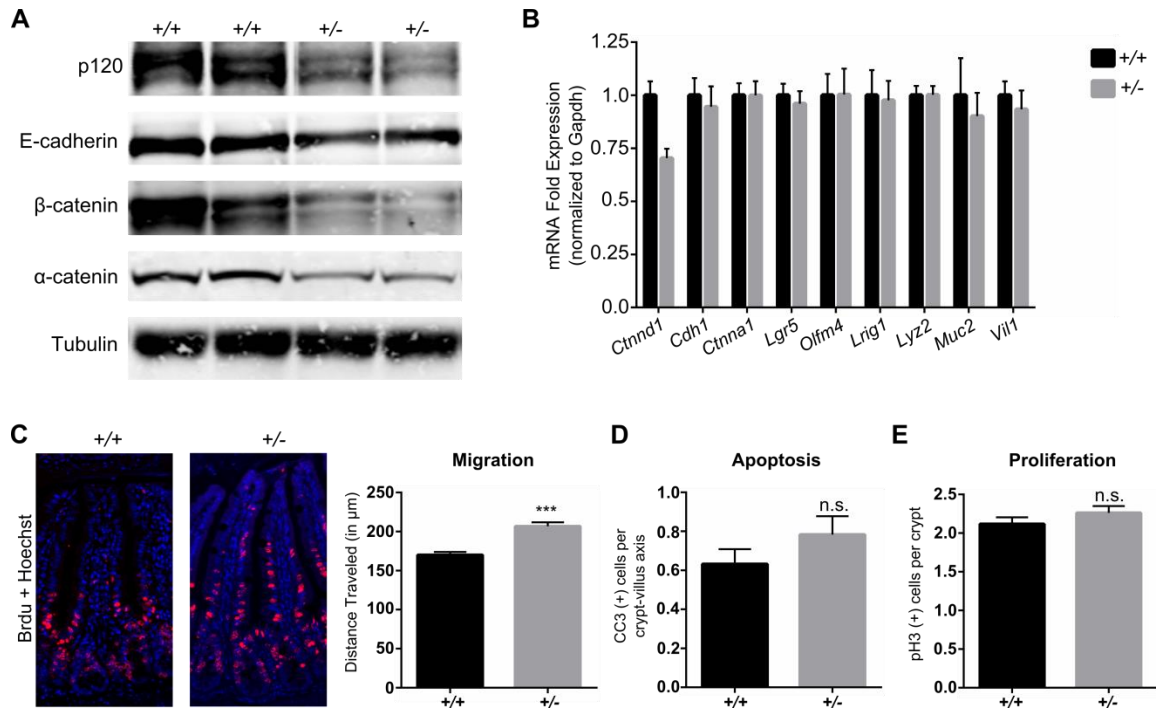 A
+/+ +/+ +/- +/-
p120
E-cadherin
β-catenin
α-catenin
Tubulin
B
mRNA Fold Expression
(normalized to Gapdh)
1.25
1.0
0.75
0.5
0.25
0.0
Ctnnd1 Cdh1 Ctnna1 Lgr5 Olfm4 Lrig1 Lyz2 Muc2 Vil1
+/+
+/-
C
+/+ +/-
Brdu + Hoechst
Migration
Distance Traveled (in µm)
250
200
150
100
50
0
***
+/+ +/-
D
Apoptosis
CC3 (+) cells per
crypt-villus axis
1.0
0.8
0.6
0.4
0.2
0.0
n.s.
+/+ +/-
E
Proliferation
pH3 (+) cells per crypt
2.5
2.0
1.5
1.0
0.5
0.0
n.s.
+/+ +/-